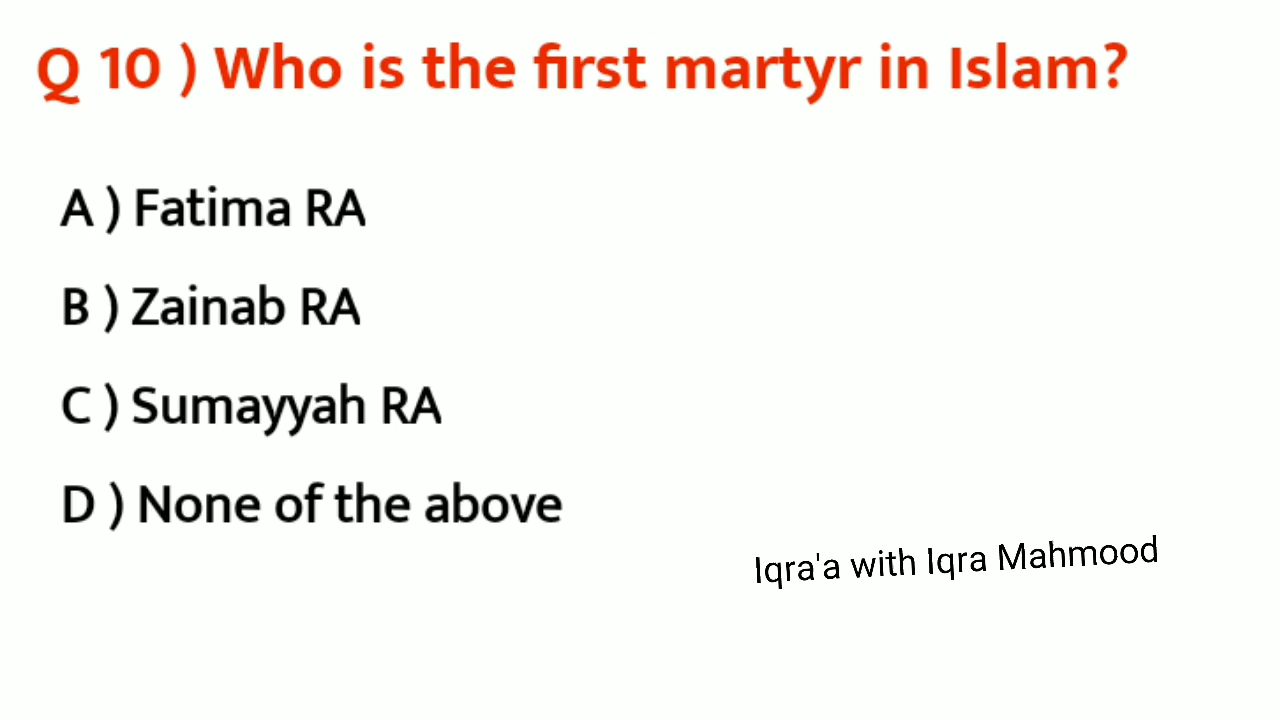 Q 10 ) Who is the first martyr in Islam?
A ) Fatima RA
B ) Zainab RA
C ) Sumayyah RA
D ) None of the above
Iqra'a with Iqra Mahmood